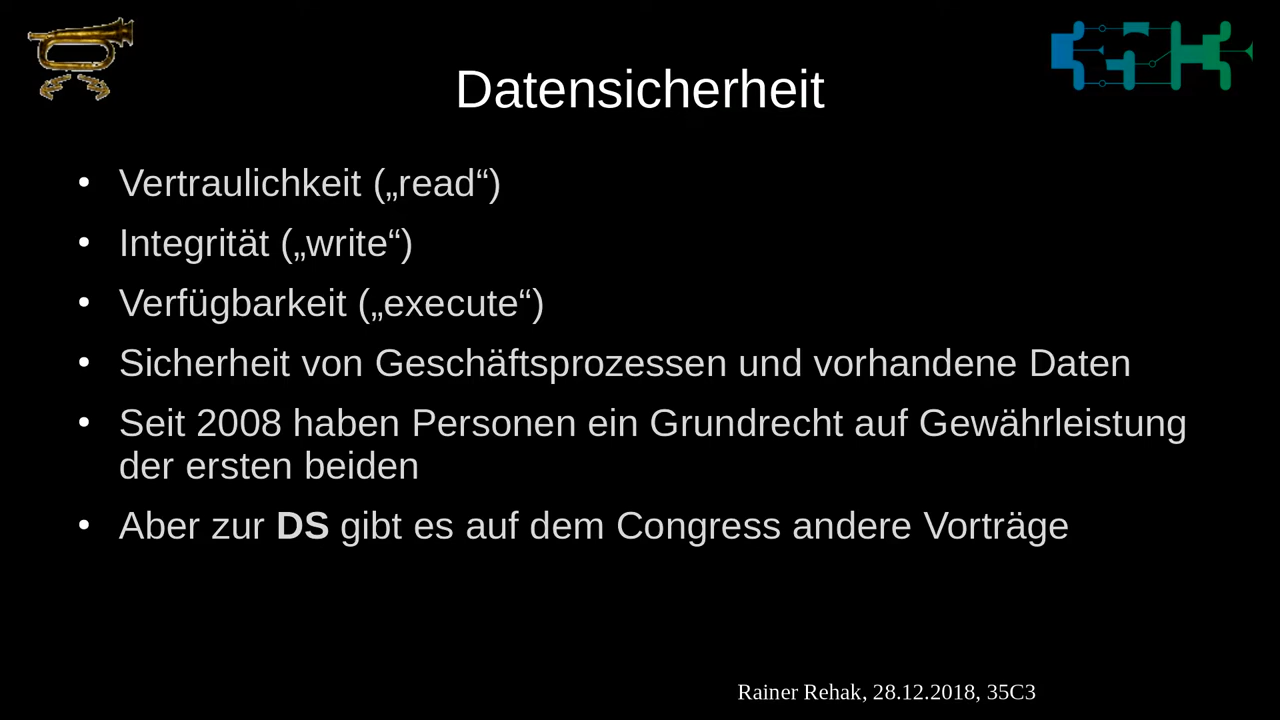 Datensicherheit
• Vertraulichkeit („read“)
• Integrität („write“)
• Verfügbarkeit („execute“)
• Sicherheit von Geschäftsprozessen und vorhandene Daten
• Seit 2008 haben Personen ein Grundrecht auf Gewährleistung
der ersten beiden
• Aber zur DS gibt es auf dem Congress andere Vorträge
Rainer Rehak, 28.12.2018, 35C3